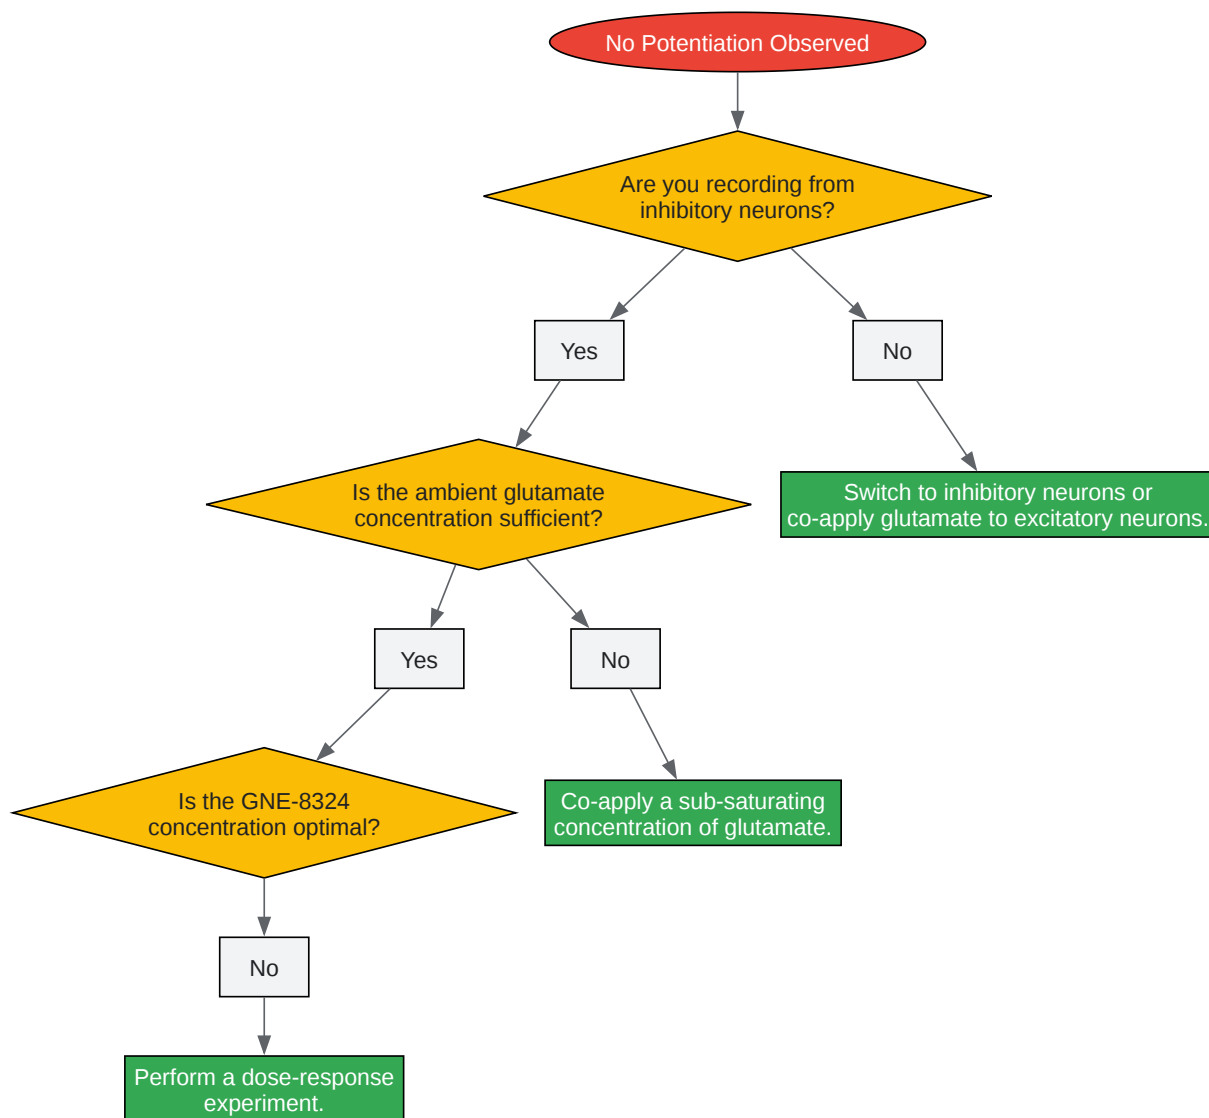 No Potentiation Observed
Are you recording from
inhibitory neurons?
Yes
No
Is the ambient glutamate
concentration sufficient?
Switch to inhibitory neurons or
co-apply glutamate to excitatory neurons.
Yes
No
Is the GNE-8324
concentration optimal?
Co-apply a sub-saturating
concentration of glutamate.
No
Perform a dose-response
experiment.